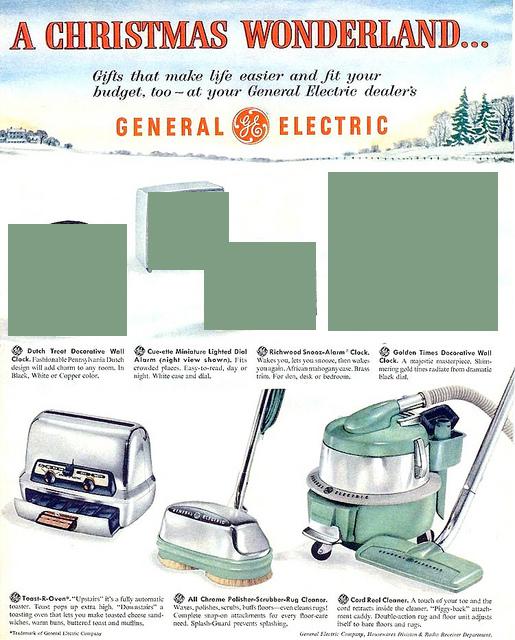 A CHRISTMAS WONDERLAND...
Gifts that make life easier and fit your
budget, too – at your General Electric dealer's
GENERAL GE ELECTRIC
Dutch Treat Decorative Wall
Clock. Fashionable Pennsylvania Dutch
design will add charm to any room. In
Black, White or Copper color.
Cue-ette Miniature Lighted Dial
Alarm (night view shown). Fits
crowded places. Easy-to-read, day or
night. White case and dial.
Richwood Snooz-Alarm* Clock.
Wakes you, lets you snooze, then wakes
you again. African mahogany case. Brass
trim. For den, desk or bedroom.
Golden Times Decorative Wall
Clock. A majestic masterpiece. Shim-
mering gold tines radiate from dramatic
black dial.
GENERAL ELECTRIC
GENERAL ELECTRIC
Toast-R-Oven*. "Upstairs" it's a fully automatic
toaster. Toast pops up extra high. "Downstairs" a
toasting oven that lets you make toasted cheese sand-
wiches, warm buns, buttered toast and muffins.
All Chrome Polisher-Scrubber-Rug Cleaner.
Waxes, polishes, scrubs, buffs floors—even cleans rugs!
Complete snap-on attachments for every floor-care
need. Splash-Guard prevents splashing.
Cord Reel Cleaner. A touch of your toe and the
cord retracts inside the cleaner. "Piggy-back" attach-
ment caddy. Double-action rug and floor unit adjusts
itself to bare floors and rugs.
*Trademark of General Electric Company
General Electric Company, Housewares Division & Radio Receiver Department.